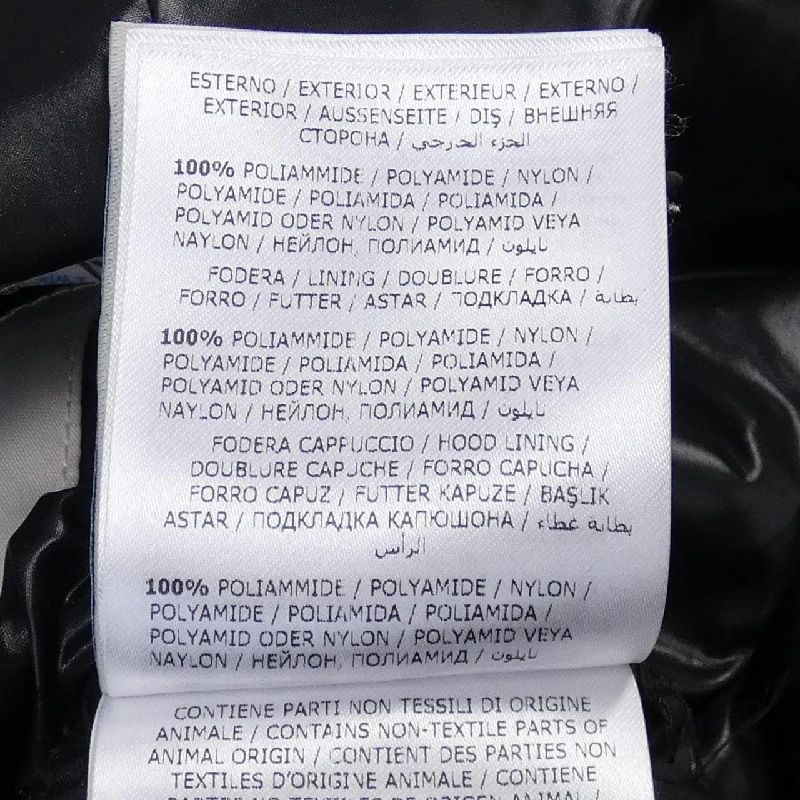 ESTERNO / EXTERIOR / EXTERIEUR / EXTERNO /
EXTERIOR / AUSSENSEITE / DIŞ / ВНЕШНЯЯ
СТОРОНА / الجزء الخارجي
100% POLIAMMIDE / POLYAMIDE / NYLON /
POLYAMIDE / POLIAMIDA / POLIAMIDA /
POLYAMID ODER NYLON / POLYAMID VEYA
NAYLON / НЕЙЛОН, ПОЛИАМИД / نايلون
FODERA / LINING / DOUBLURE / FORRO /
FORRO / FUTTER / ASTAR / ПОДКЛАДКА / بطانة
100% POLIAMMIDE / POLYAMIDE / NYLON /
POLYAMIDE / POLIAMIDA / POLIAMIDA /
POLYAMID ODER NYLON / POLYAMID VEYA
NAYLON / НЕЙЛОН, ПОЛИАМИД / نايلون
FODERA CAPPUCCIO / HOOD LINING /
DOUBLURE CAPUCHE / FORRO CAPUCHA /
FORRO CAPUZ / FUTTER KAPUZE / BAŞLIK
ASTAR / ПОДКЛАДКА КАПЮШОНА / بطانة غطاء
الرأس
100% POLIAMMIDE / POLYAMIDE / NYLON /
POLYAMIDE / POLIAMIDA / POLIAMIDA /
POLYAMID ODER NYLON / POLYAMID VEYA
NAYLON / НЕЙЛОН, ПОЛИАМИД / نايلون
CONTIENE PARTI NON TESSILI DI ORIGINE
ANIMALE / CONTAINS NON-TEXTILE PARTS OF
ANIMAL ORIGIN / CONTIENT DES PARTIES NON
TEXTILES D'ORIGINE ANIMALE / CONTIENE